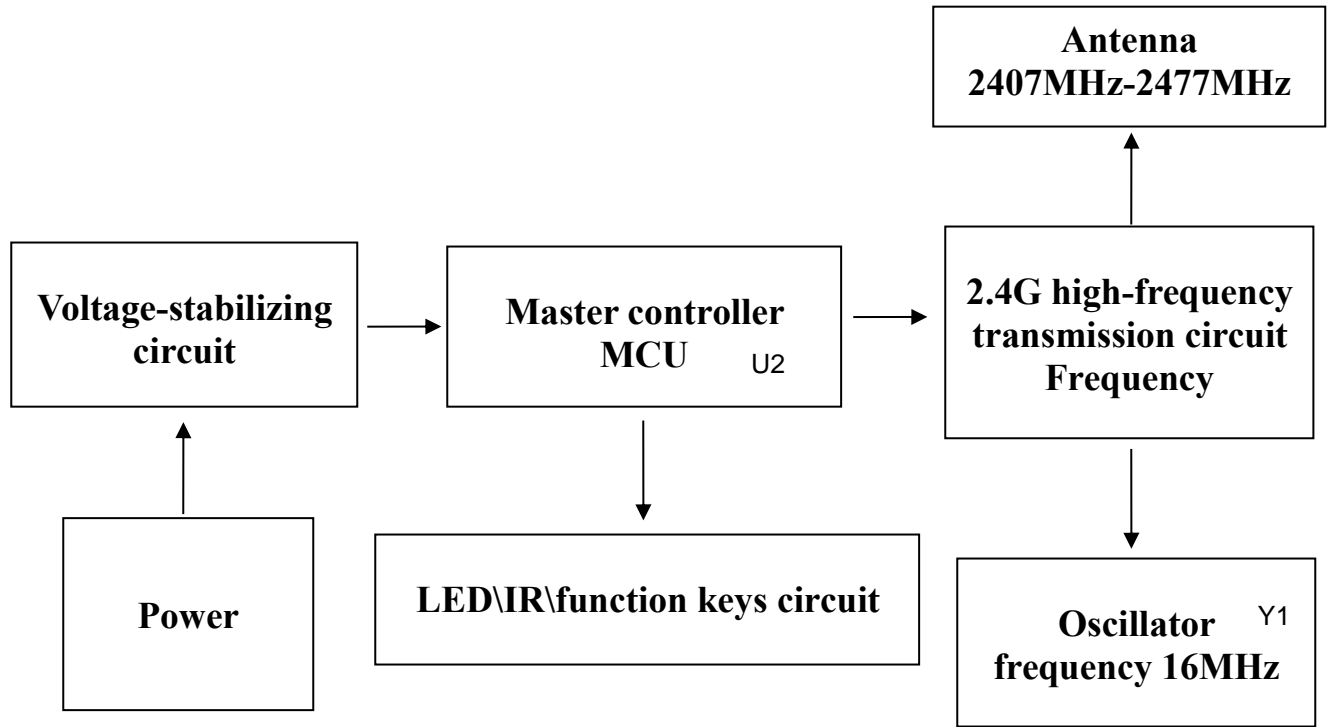 Antenna
2407MHz-2477MHz
Voltage-stabilizing
circuit
Master controller
MCU U2
2.4G high-frequency
transmission circuit
Frequency
Power
LED\IR\function keys circuit
Oscillator Y1
frequency 16MHz